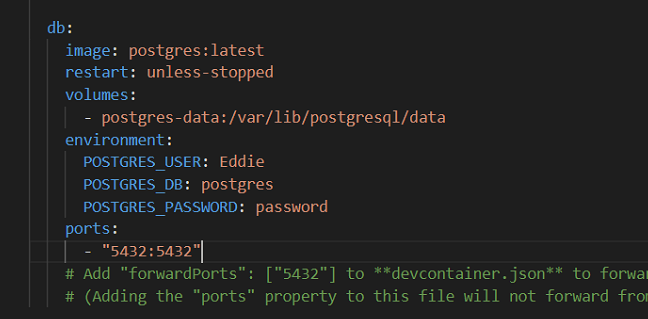 db:
image: postgres:latest
restart: unless-stopped
volumes:
- postgres-data:/var/lib/postgresql/data
environment:
POSTGRES_USER: Eddie
POSTGRES_DB: postgres
POSTGRES_PASSWORD: password
ports:
- "5432:5432"
# Add "forwardPorts": ["5432"] to **devcontainer.json** to forwar
# (Adding the "ports" property to this file will not forward from